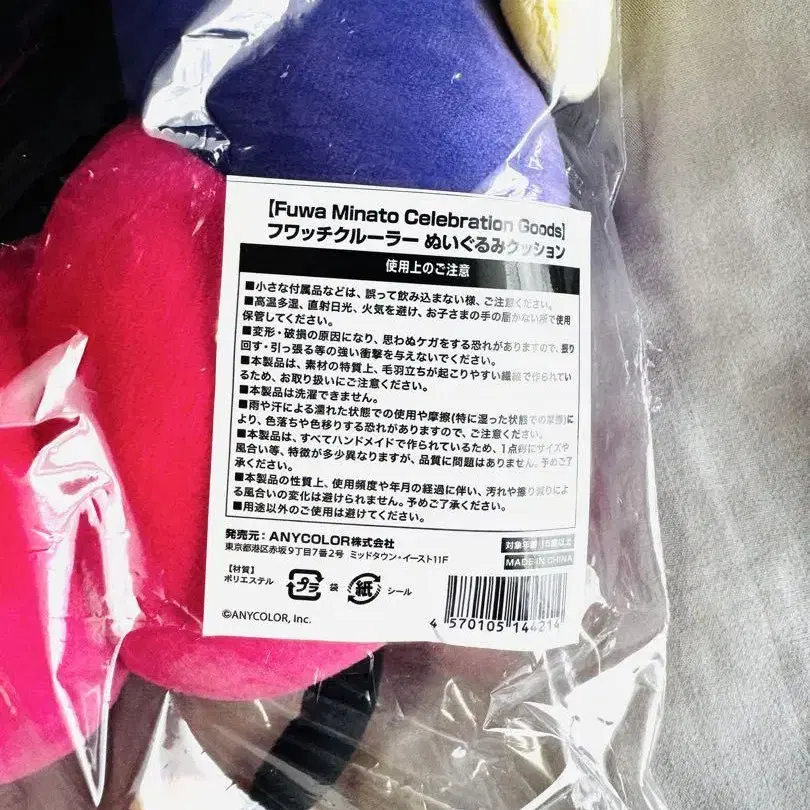 【Fuwa Minato Celebration Goods】
フワッチクルーラー ぬいぐるみクッション
使用上のご注意
■小さな付属品などは、誤って飲み込まない様、ご注意ください。
■高温多湿、直射日光、火気を避け、お子さまの手の届かない所で使用
保管してください。
■変形・破損の原因になり、思わぬケガをする恐れがありますので、振り
回す・引っ張る等の強い衝撃を与えないでください。
■本製品は、素材の特質上、毛羽立ちが起こりやすい繊維で作られてい
るため、お取り扱いにご注意ください。
■本製品は洗濯できません。
■雨や汗による濡れた状態での使用や摩擦(特に湿った状態での摩擦)に
より、色落ちや色移りする恐れがありますので、ご注意ください。
■本製品は、すべてハンドメイドで作られているため、1点毎にサイズや
風合い等、特徴が多少異なりますが、品質に問題はありません。予めご了
承ください。
■本製品の性質上、使用頻度や年月の経過に伴い、汚れや擦り減りによ
る風合いの変化は避けられません。予めご了承ください。
■用途以外のご使用は避けてください。
発売元：ANYCOLOR株式会社
東京都港区赤坂9丁目7番2号 ミッドタウン・イースト11F
対象年齢 15歳以上
MADE IN CHINA
【材質】
ポリエステル
プラ 袋 紙 シール
©ANYCOLOR, Inc.
4 570105 144214